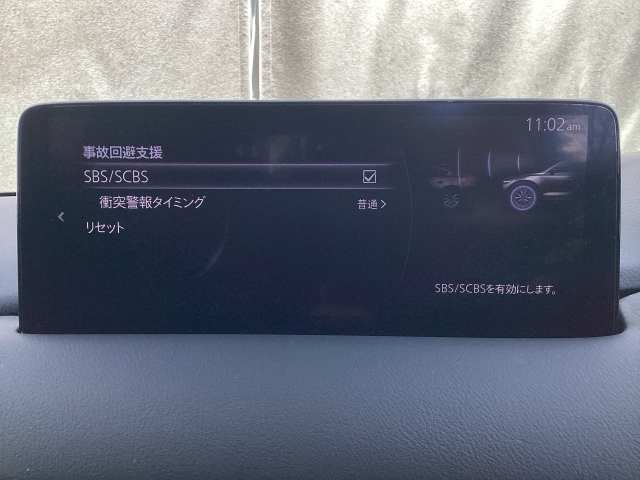 11:02am
事故回避支援
SBS/SCBS
衝突警報タイミング 普通
リセット
SBS/SCBSを有効にします。